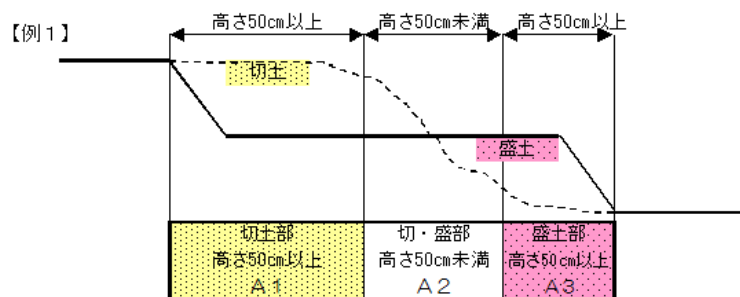 【例１】
高さ50cm以上
高さ50cm未満
高さ50cm以上
切土
盛土
切土部
高さ50cm以上
Ａ１
切・盛部
高さ50cm未満
Ａ２
盛土部
高さ50cm以上
Ａ３